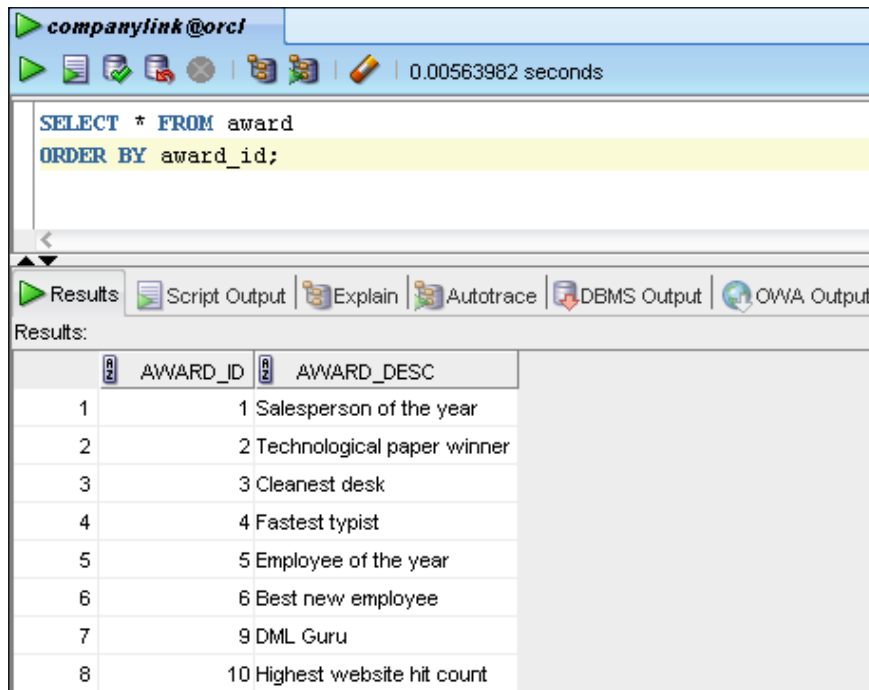 companylink@orcl
0.00563982 seconds
SELECT * FROM award
ORDER BY award_id;
Results Script Output Explain Autotrace DBMS Output OWA Output
Results:
AWARD_ID AWARD_DESC
1 1 Salesperson of the year
2 2 Technological paper winner
3 3 Cleanest desk
4 4 Fastest typist
5 5 Employee of the year
6 6 Best new employee
7 9 DML Guru
8 10 Highest website hit count